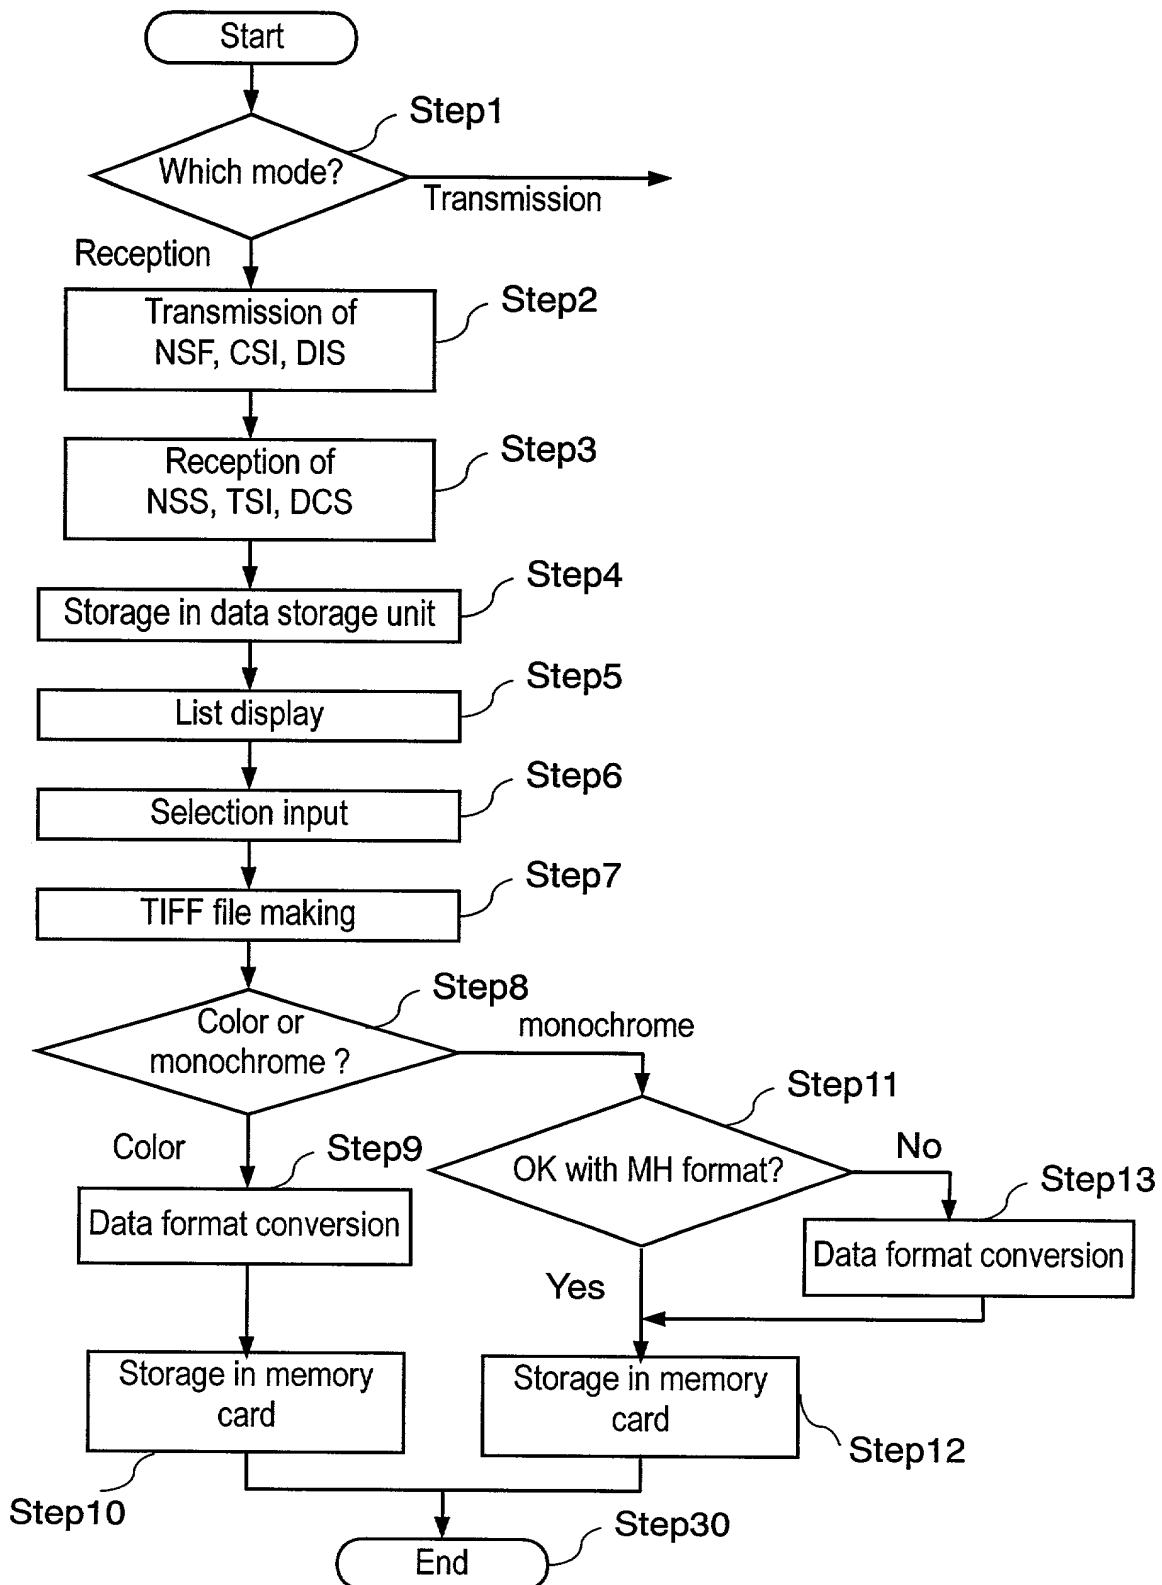 Start
Step1
Which mode?
Transmission
Reception
Step2
Transmission of
NSF, CSI, DIS
Step3
Reception of
NSS, TSI, DCS
Step4
Storage in data storage unit
Step5
List display
Step6
Selection input
Step7
TIFF file making
Step8
Color or
monochrome ?
monochrome
Step11
OK with MH format?
No
Step13
Data format conversion
Color
Step9
Data format conversion
Yes
Storage in memory
card
Step10
Storage in memory
card
Step12
Step30
End